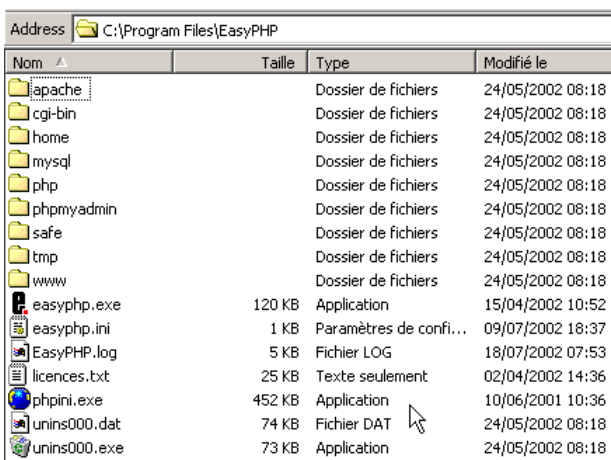 Address C:\Program Files\EasyPHP
Nom Taille Type Modifié le
apache Dossier de fichiers 24/05/2002 08:18
cgi-bin Dossier de fichiers 24/05/2002 08:18
home Dossier de fichiers 24/05/2002 08:18
mysql Dossier de fichiers 24/05/2002 08:18
php Dossier de fichiers 24/05/2002 08:18
phpmyadmin Dossier de fichiers 24/05/2002 08:18
safe Dossier de fichiers 24/05/2002 08:18
tmp Dossier de fichiers 24/05/2002 08:18
www Dossier de fichiers 24/05/2002 08:18
easyphp.exe 120 KB Application 15/04/2002 10:52
easyphp.ini 1 KB Paramètres de confi... 09/07/2002 18:37
EasyPHP.log 5 KB Fichier LOG 18/07/2002 07:53
licences.txt 25 KB Texte seulement 02/04/2002 14:36
phpini.exe 452 KB Application 10/06/2001 10:36
unins000.dat 74 KB Fichier DAT 24/05/2002 08:18
unins000.exe 73 KB Application 24/05/2002 08:18